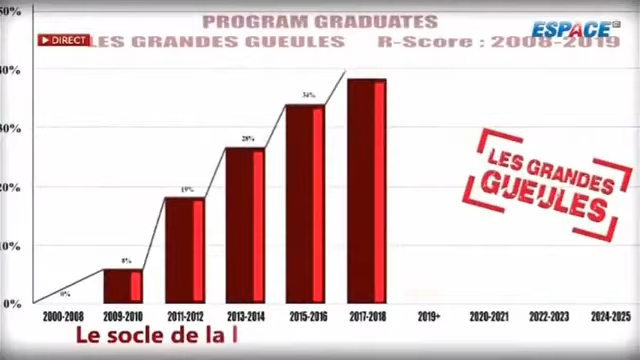 PROGRAM GRADUATES
ESPACE
DIRECT
LES GRANDES GUEULES R-Score : 2008-2019
50%
40%
34%
30%
28%
LES GRANDES
GUEULES
20%
19%
10%
8%
0%
0%
2000-2008 2009-2010 2011-2012 2013-2014 2015-2016 2017-2018 2019+ 2020-2021 2022-2023 2024-2025
Le socle de la l